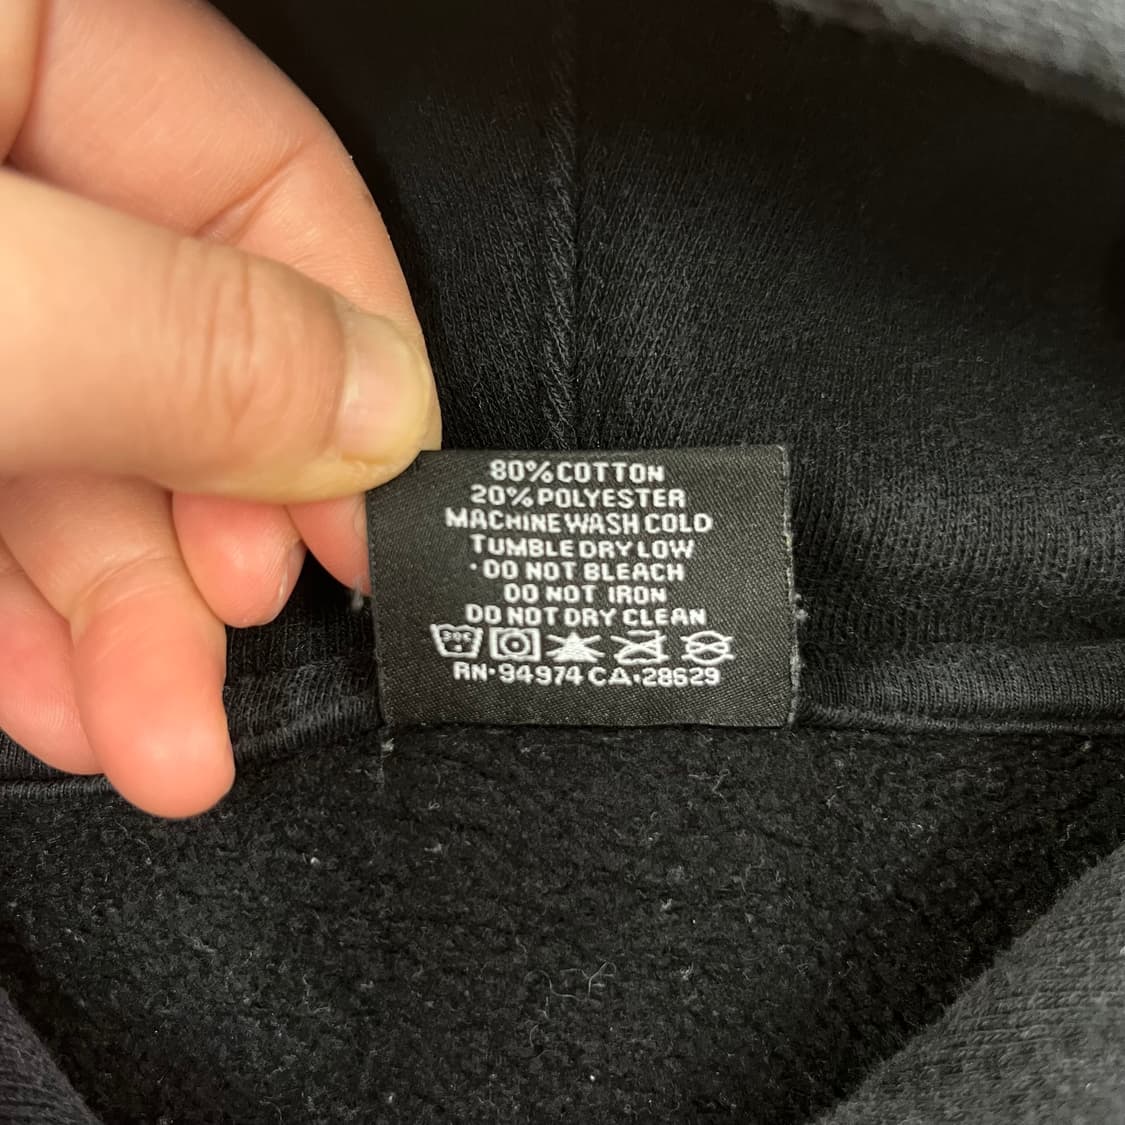 80% COTTON
20% POLYESTER
MACHINE WASH COLD
TUMBLE DRY LOW
•DO NOT BLEACH
DO NOT IRON
DO NOT DRY CLEAN
30C
RN•94974 CA•28629